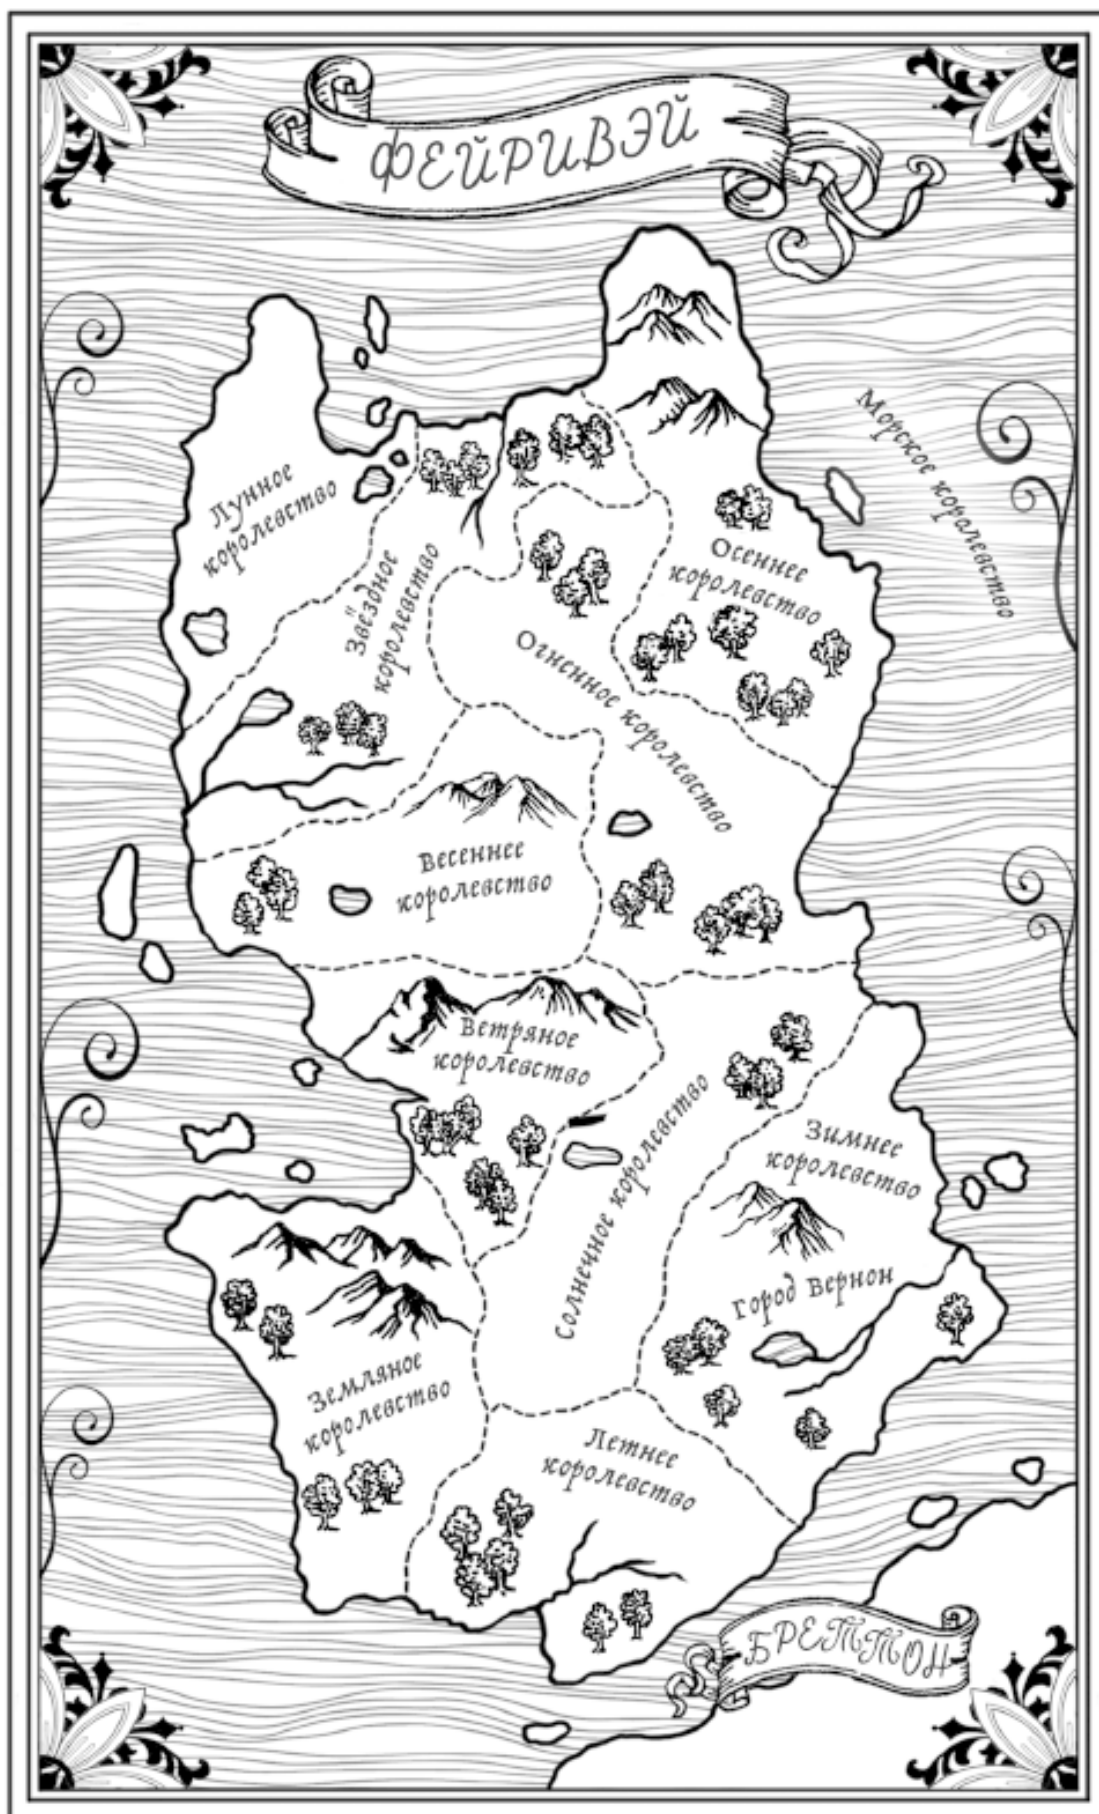 ФЕЙРИВЭЙ
Морское королевство
Лунное
королевство
Звёздное
королевство
Осеннее
королевство
Огненное королевство
Весеннее
королевство
Ветряное
королевство
Солнечное королевство
Зимнее
королевство
Город Вернон
Земляное
королевство
Летнее
королевство
БРЕТТОН